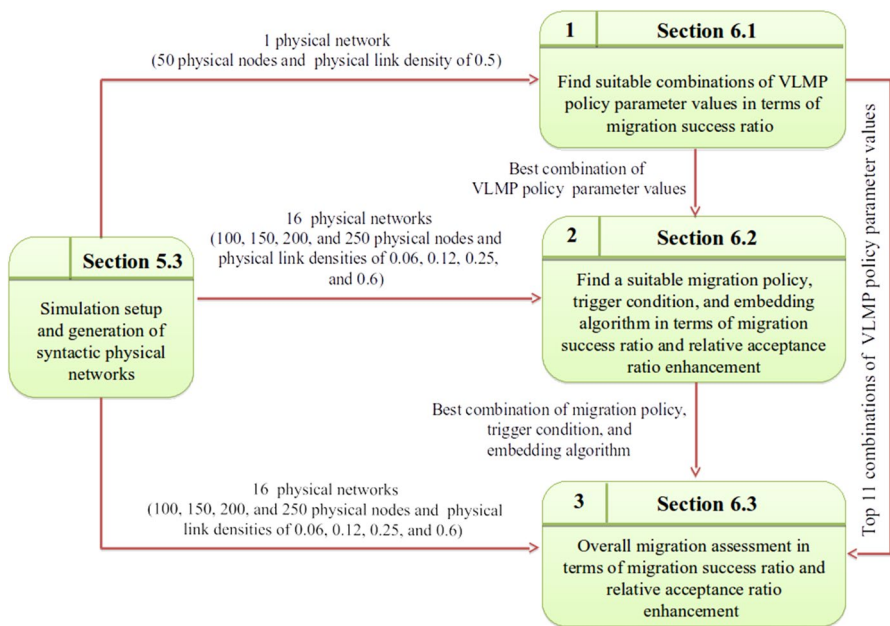 1 physical network
(50 physical nodes and physical link density of 0.5)
1
Section 6.1
Find suitable combinations of VLMP
policy parameter values in terms of
migration success ratio
Best combination of
VLMP policy parameter values
Top 11 combinations of VLMP policy parameter values
16 physical networks
(100, 150, 200, and 250 physical nodes and
physical link densities of 0.06, 0.12, 0.25,
and 0.6)
Section 5.3
Simulation setup
and generation of
syntactic physical
networks
2
Section 6.2
Find a suitable migration policy,
trigger condition, and embedding
algorithm in terms of migration
success ratio and relative acceptance
ratio enhancement
Best combination of migration policy,
trigger condition, and
embedding algorithm
16 physical networks
(100, 150, 200, and 250 physical nodes and physical
link densities of 0.06, 0.12, 0.25, and 0.6)
3
Section 6.3
Overall migration assessment in
terms of migration success ratio and
relative acceptance ratio
enhancement